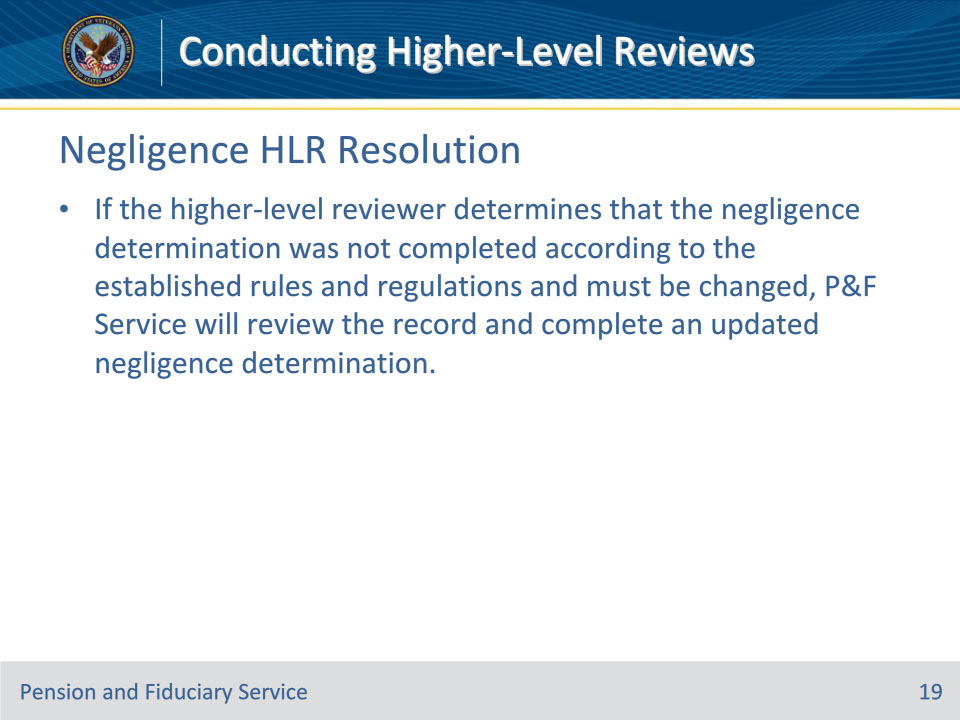 Conducting Higher-Level Reviews
Negligence HLR Resolution
• If the higher-level reviewer determines that the negligence
determination was not completed according to the
established rules and regulations and must be changed, P&F
Service will review the record and complete an updated
negligence determination.
Pension and Fiduciary Service
19